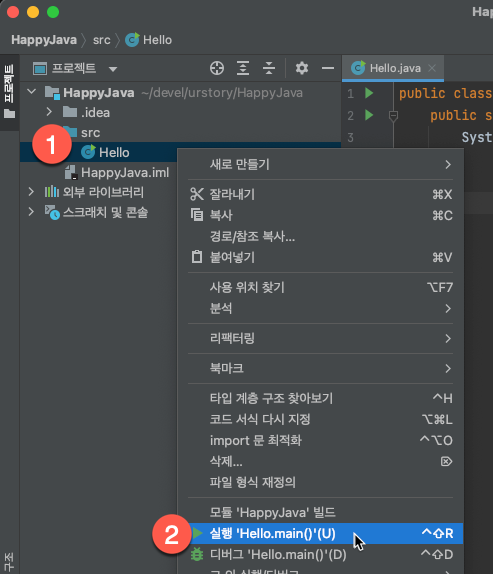 Ha
HappyJava src Hello
프로젝트
프로젝트
Hello.java
HappyJava ~/devel/urstory/HappyJava
.idea
src
1
Hello
HappyJava.iml
외부 라이브러리
스크래치 및 콘솔
1 public class
2 public s
3 Syst
새로 만들기
잘라내기 ⌘X
복사 ⌘C
경로/참조 복사...
붙여넣기 ⌘V
사용 위치 찾기 ⌥F7
분석
리팩터링
북마크
타입 계층 구조 찾아보기 ^H
코드 서식 다시 지정 ⌥⌘L
import 문 최적화 ^⌥O
삭제... ⌦
파일 형식 재정의
모듈 'HappyJava' 빌드
2
실행 'Hello.main()'(U) ^⇧R
디버그 'Hello.main()'(D) ^⇧D
구조